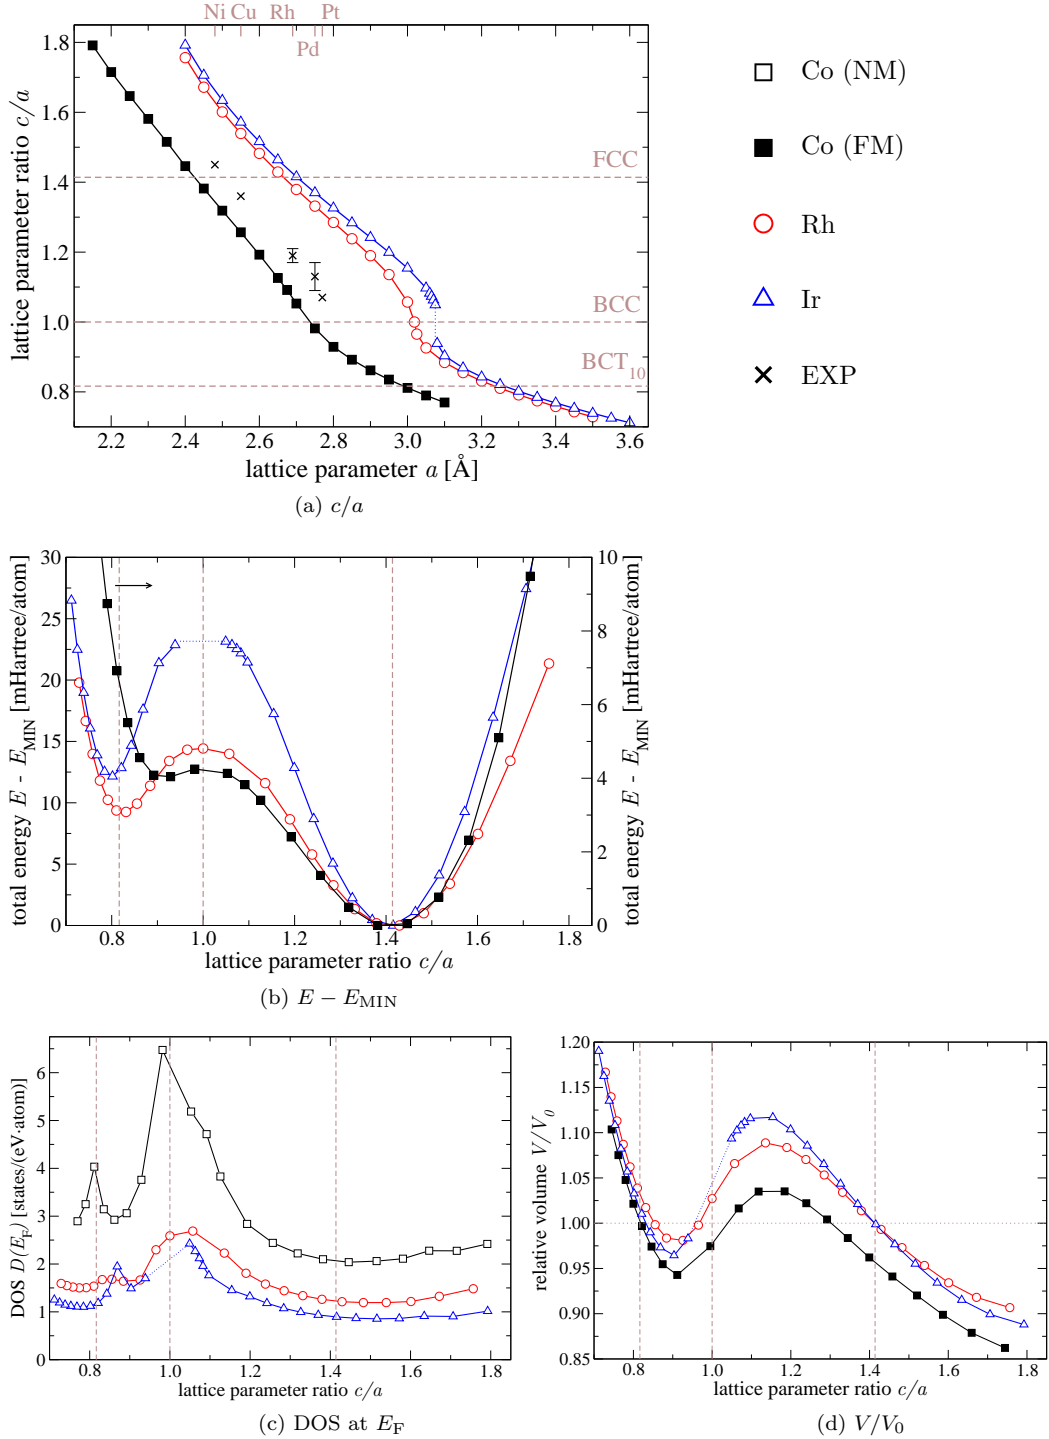 Ni Cu Rh Pt
Pd
1.8
1.6
1.4
1.2
1.0
0.8
lattice parameter ratio c/a
FCC
BCC
BCT10
2.2 2.4 2.6 2.8 3.0 3.2 3.4 3.6
lattice parameter a [Å]
(a) c/a
Co (NM)
Co (FM)
Rh
Ir
EXP
30
25
20
15
10
5
0
total energy E - EMIN [mHartree/atom]
10
8
6
4
2
0
total energy E - EMIN [mHartree/atom]
0.8 1.0 1.2 1.4 1.6 1.8
lattice parameter ratio c/a
(b) E − EMIN
6
5
4
3
2
1
0
DOS D(EF) [states/(eV·atom)]
0.8 1.0 1.2 1.4 1.6 1.8
lattice parameter ratio c/a
(c) DOS at EF
1.20
1.15
1.10
1.05
1.00
0.95
0.90
0.85
relative volume V/V0
0.8 1.0 1.2 1.4 1.6 1.8
lattice parameter ratio c/a
(d) V/V0